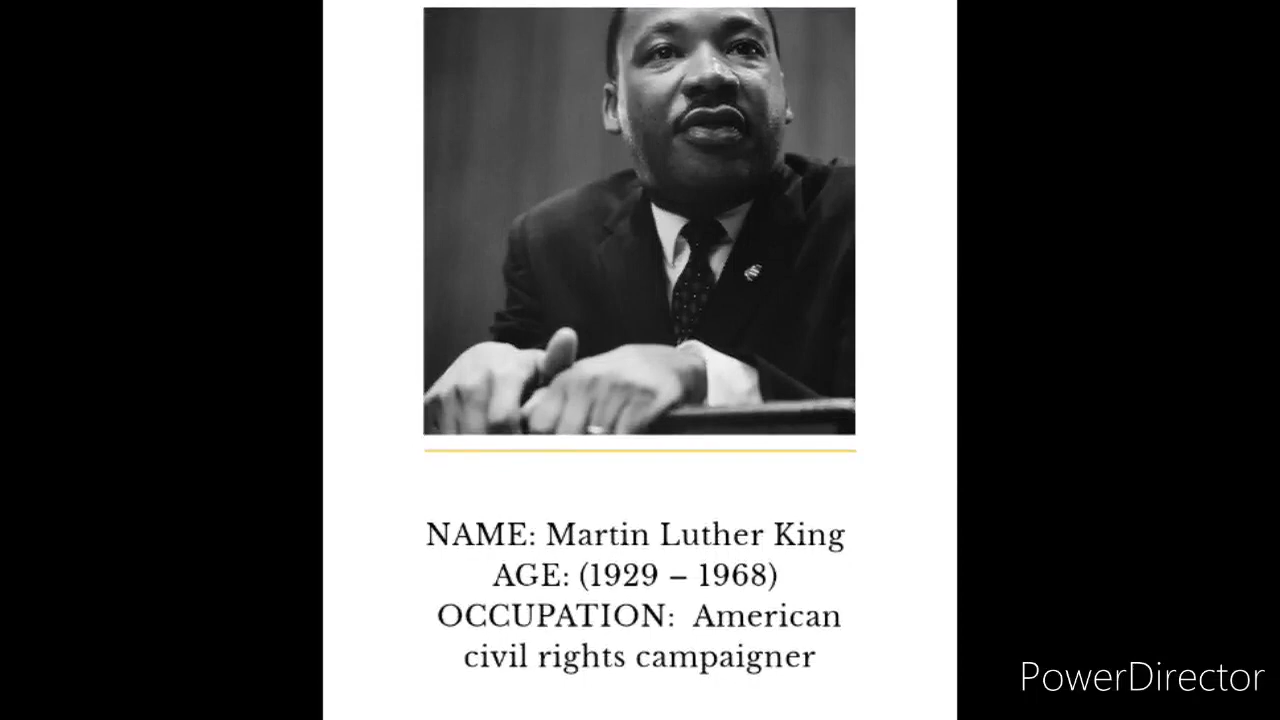 NAME: Martin Luther King
AGE: (1929 – 1968)
OCCUPATION:  American
civil rights campaigner
PowerDirector